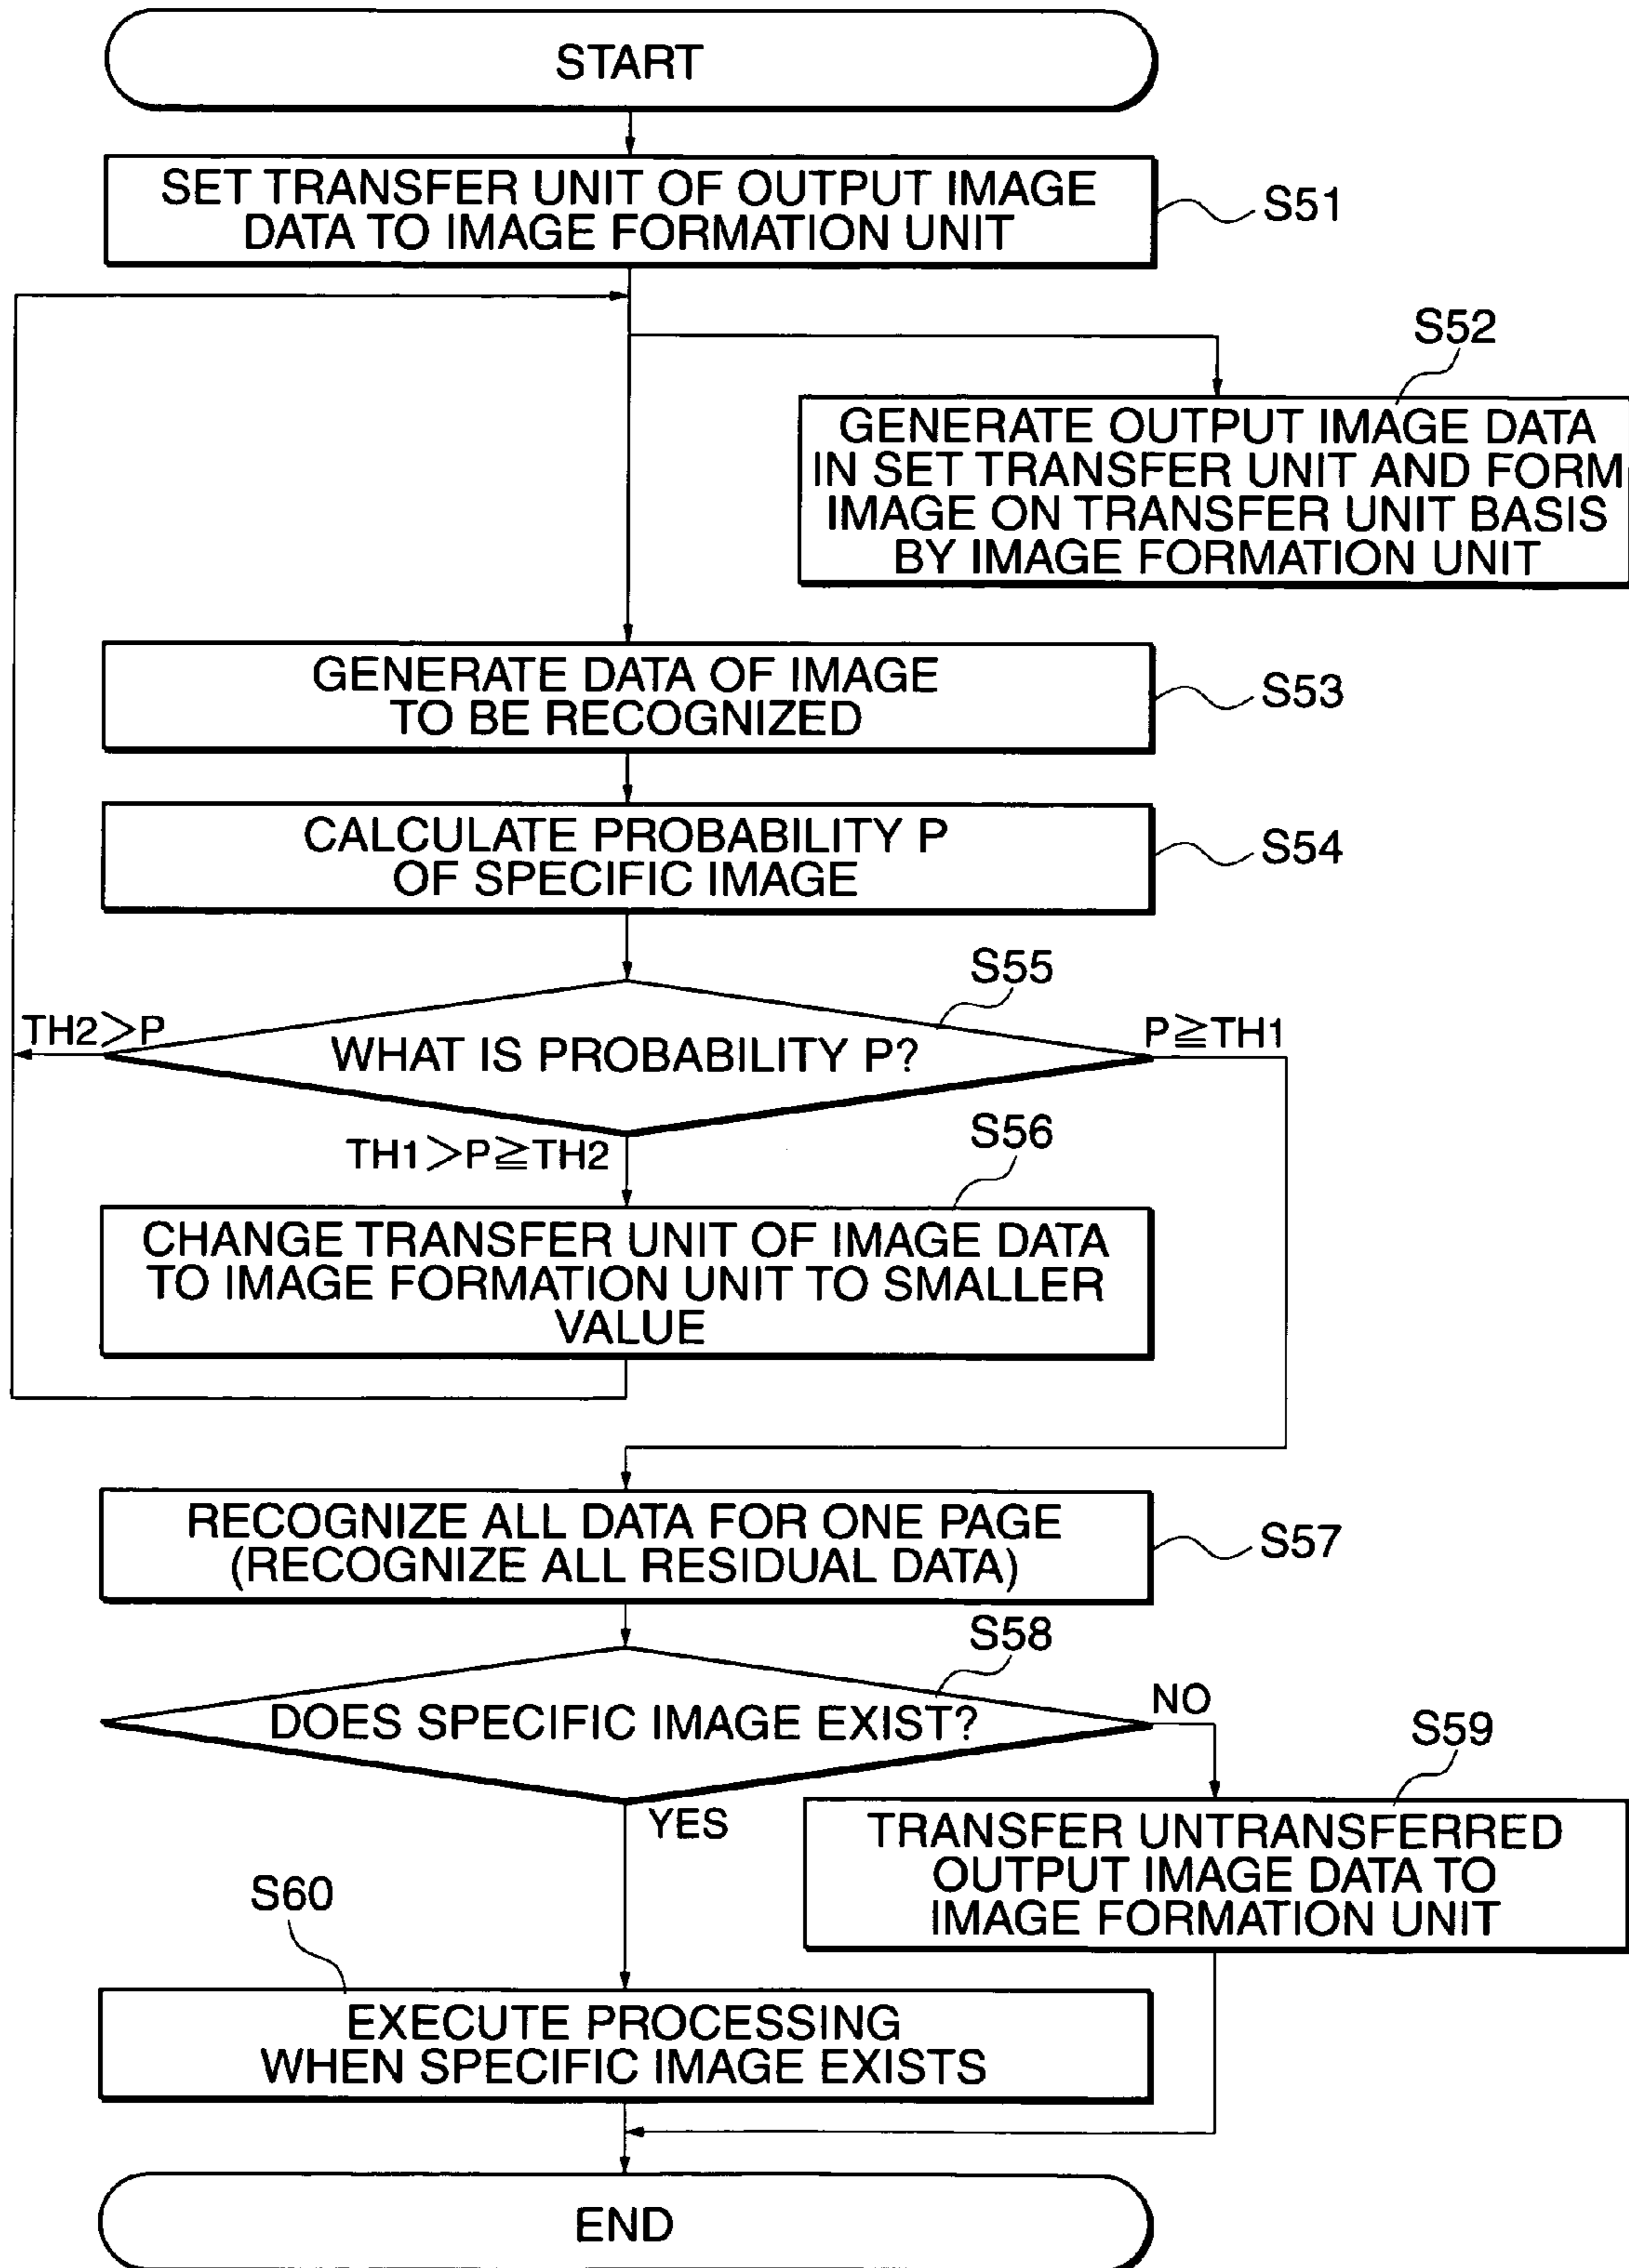 START
SET TRANSFER UNIT OF OUTPUT IMAGE
DATA TO IMAGE FORMATION UNIT
S51
S52
GENERATE OUTPUT IMAGE DATA
IN SET TRANSFER UNIT AND FORM
IMAGE ON TRANSFER UNIT BASIS
BY IMAGE FORMATION UNIT
GENERATE DATA OF IMAGE
TO BE RECOGNIZED
S53
CALCULATE PROBABILITY P
OF SPECIFIC IMAGE
S54
S55
TH2>P
WHAT IS PROBABILITY P?
P≧TH1
TH1>P≧TH2
S56
CHANGE TRANSFER UNIT OF IMAGE DATA
TO IMAGE FORMATION UNIT TO SMALLER
VALUE
RECOGNIZE ALL DATA FOR ONE PAGE
(RECOGNIZE ALL RESIDUAL DATA)
S57
S58
DOES SPECIFIC IMAGE EXIST?
NO
S59
YES
TRANSFER UNTRANSFERRED
OUTPUT IMAGE DATA TO
IMAGE FORMATION UNIT
S60
EXECUTE PROCESSING
WHEN SPECIFIC IMAGE EXISTS
END